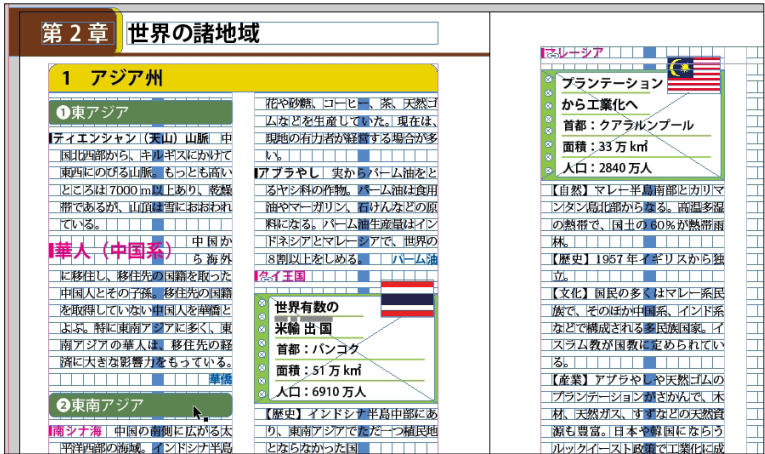 第2章 世界の諸地域
1 アジア州
❶東アジア
ティエンシャン（天山）山脈 中
国北西部から、キルギスにかけて
東西にのびる山脈。もっとも高い
ところは7000m以上あり、乾燥
帯であるが、山頂は雪におおわれ
ている。
華人（中国系） 中国か
ら海外
に移住し、移住先の国籍を取った
中国人とその子孫。移住先の国籍
を取得していない中国人を華僑と
よぶ。特に東南アジアに多く、東
南アジアの華人は、移住先の経
済に大きな影響力をもっている。
華僑
❷東南アジア
南シナ海 中国の南側に広がる太
平洋西部の海域。インドシナ半島
花や砂糖、コーヒー、茶、天然ゴ
ムなどを生産していた。現在は、
現地の有力者が経営する場合が多
い。
アブラやし 実からパーム油をと
るヤシ科の作物。パーム油は食用
油やマーガリン、石けんなどの原
料になる。パーム油生産量はイン
ドネシアとマレーシアで、世界の
8割以上をしめる。 パーム油
タイ王国
世界有数の
米輸出国
首都：バンコク
面積：51万㎢
人口：6910万人
【歴史】インドシナ半島中部にあ
り、東南アジアでただ一つ植民地
とならなかった国
マレーシア
プランテーション
から工業化へ
首都：クアラルンプール
面積：33万㎢
人口：2840万人
【自然】マレー半島南部とカリマ
ンタン島北部からなる。高温多湿
の熱帯で、国土の60％が熱帯雨
林。
【歴史】1957年イギリスから独
立。
【文化】国民の多くはマレー系民
族で、そのほか中国系、インド系
などで構成される多民族国家。イ
スラム教が国教に定められてい
る。
【産業】アブラやしや天然ゴムの
プランテーションがさかんで、木
材、天然ガス、すずなどの天然資
源も豊富。日本や韓国にならう
ルックイースト政策で工業化に成